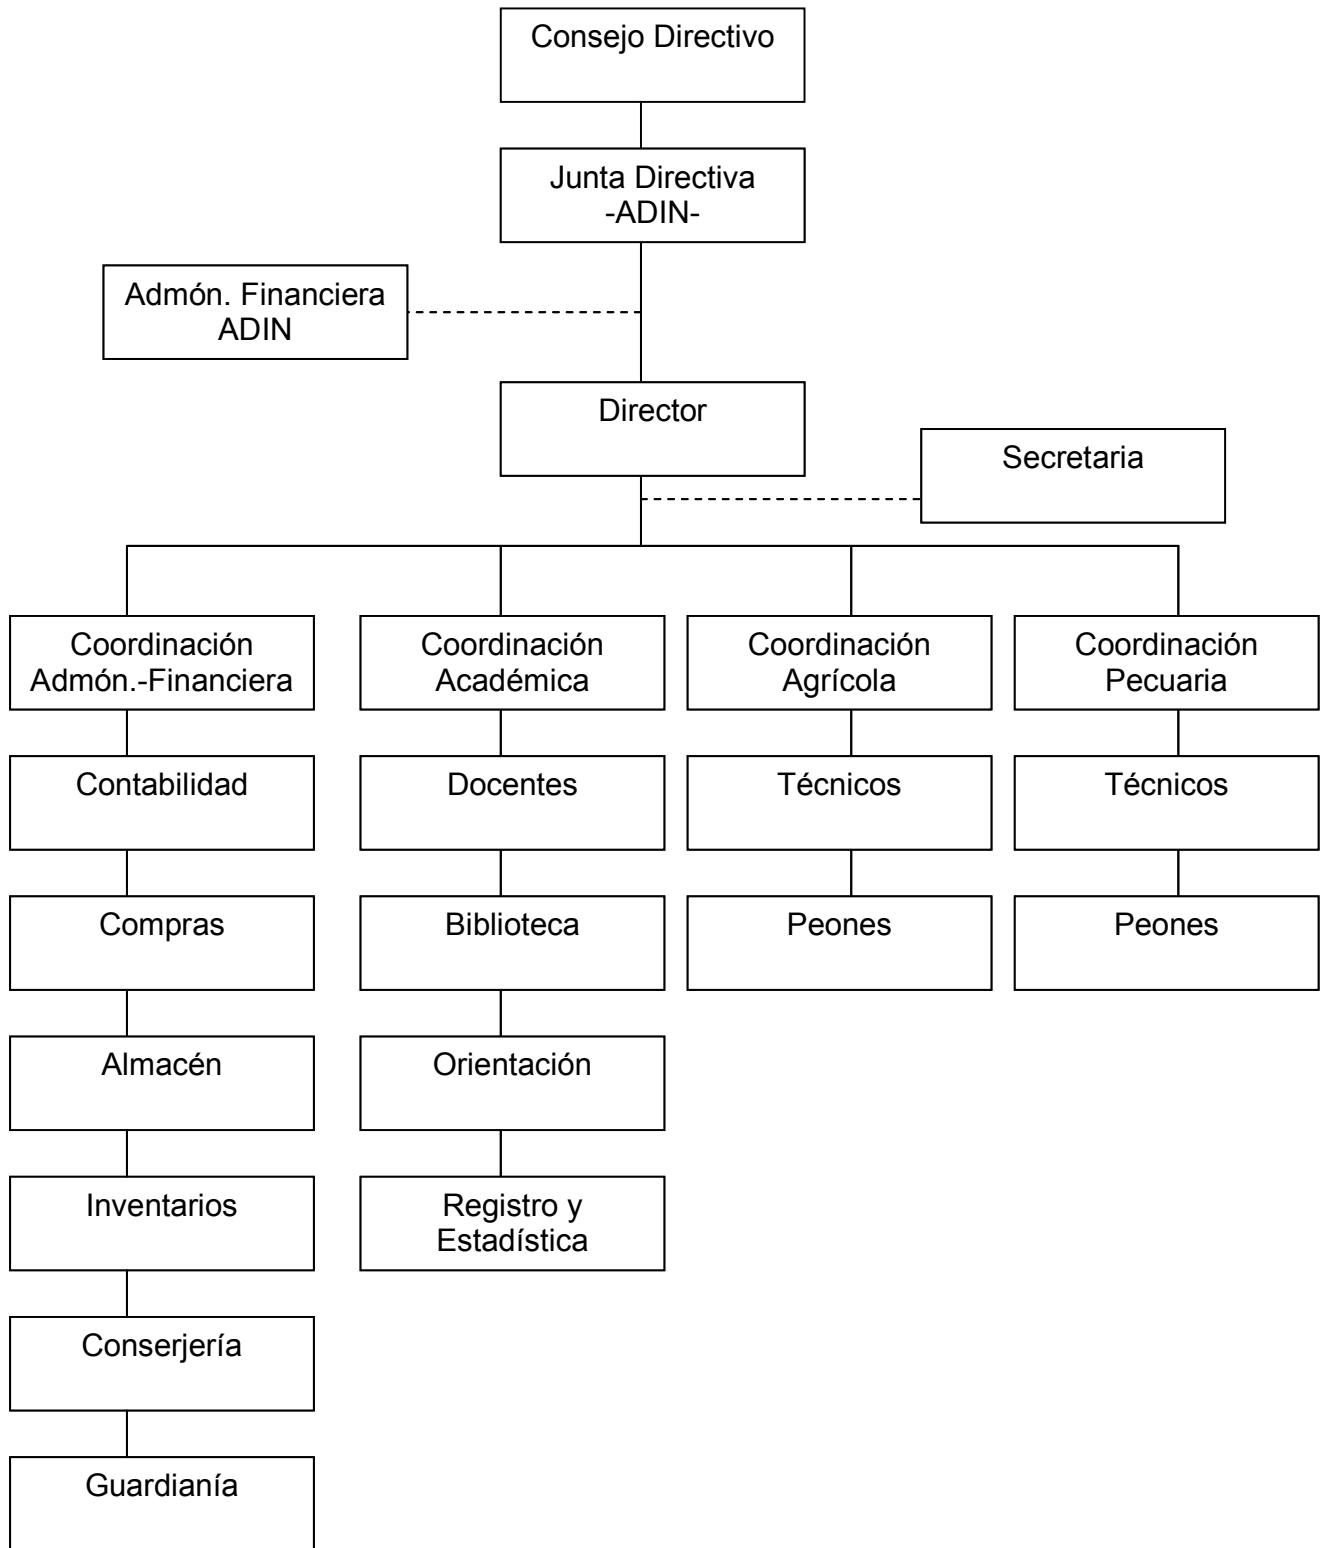 Consejo Directivo
Junta Directiva
-ADIN-
Admón. Financiera
ADIN
Director
Secretaria
Coordinación
Admón.-Financiera
Coordinación
Académica
Coordinación
Agrícola
Coordinación
Pecuaria
Contabilidad
Docentes
Técnicos
Técnicos
Compras
Biblioteca
Peones
Peones
Almacén
Orientación
Inventarios
Registro y
Estadística
Conserjería
Guardianía